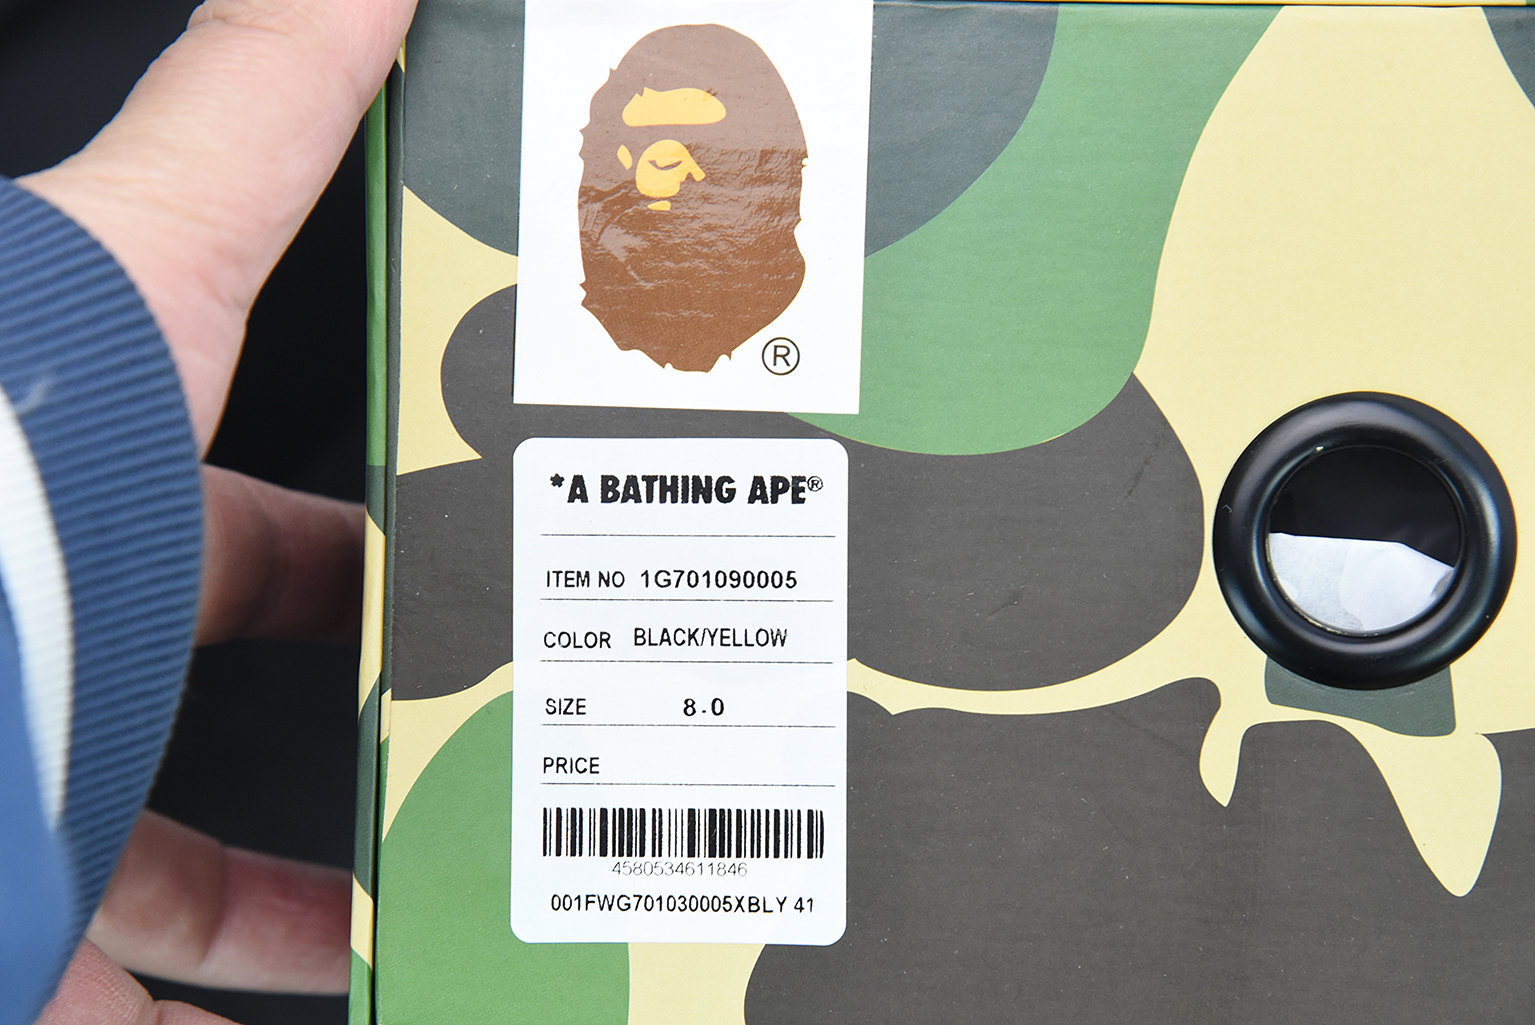 ®
*A BATHING APE®
ITEM NO 1G701090005
COLOR BLACK/YELLOW
SIZE 8.0
PRICE
4580534611846
001FWG701030005XBLY 41